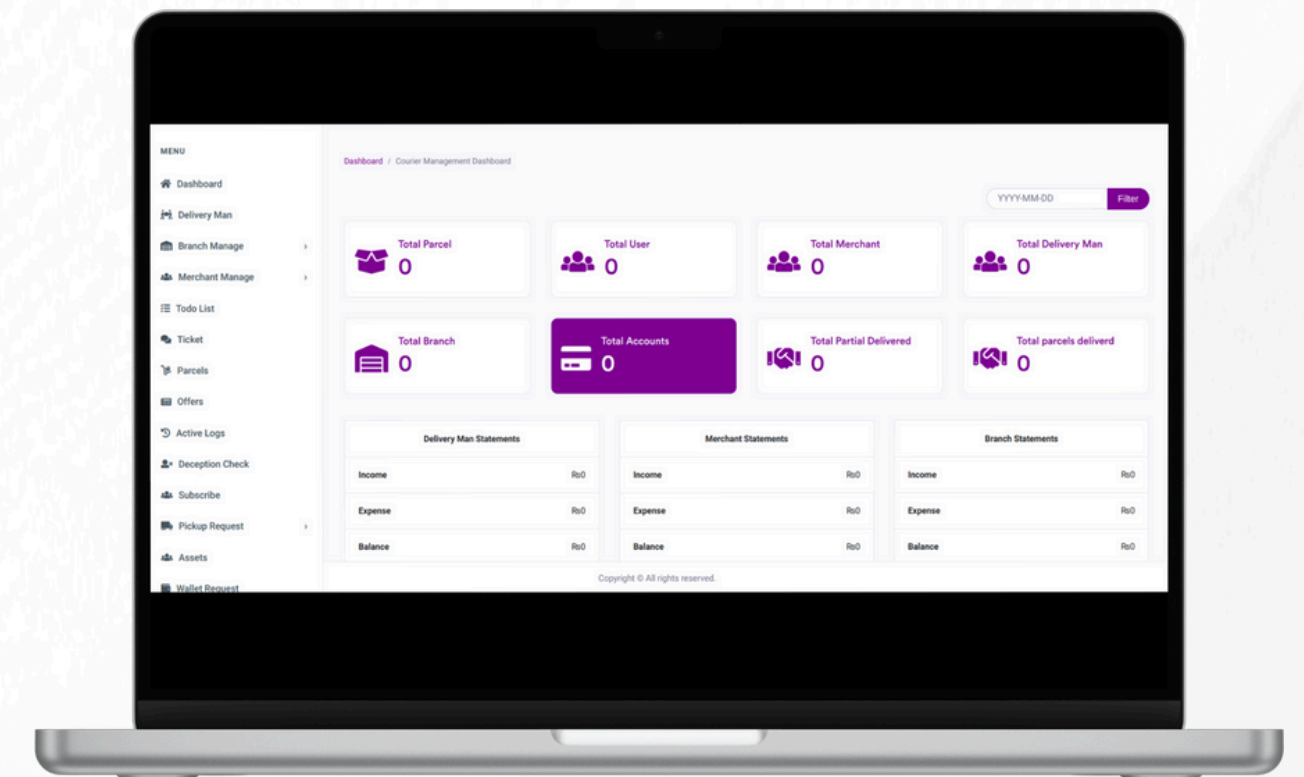 MENU
Dashboard
Delivery Man
Branch Manage
Merchant Manage
Todo List
Ticket
Parcels
Offers
Active Logs
Deception Check
Subscribe
Pickup Request
Assets
Wallet Request
Dashboard / Courier Management Dashboard
YYYY-MM-DD Filter
Total Parcel
0
Total User
0
Total Merchant
0
Total Delivery Man
0
Total Branch
0
Total Accounts
0
Total Partial Delivered
0
Total parcels deliverd
0
Delivery Man Statements
Income ₨0
Expense ₨0
Balance ₨0
Merchant Statements
Income ₨0
Expense ₨0
Balance ₨0
Branch Statements
Income ₨0
Expense ₨0
Balance ₨0
Copyright © All rights reserved.